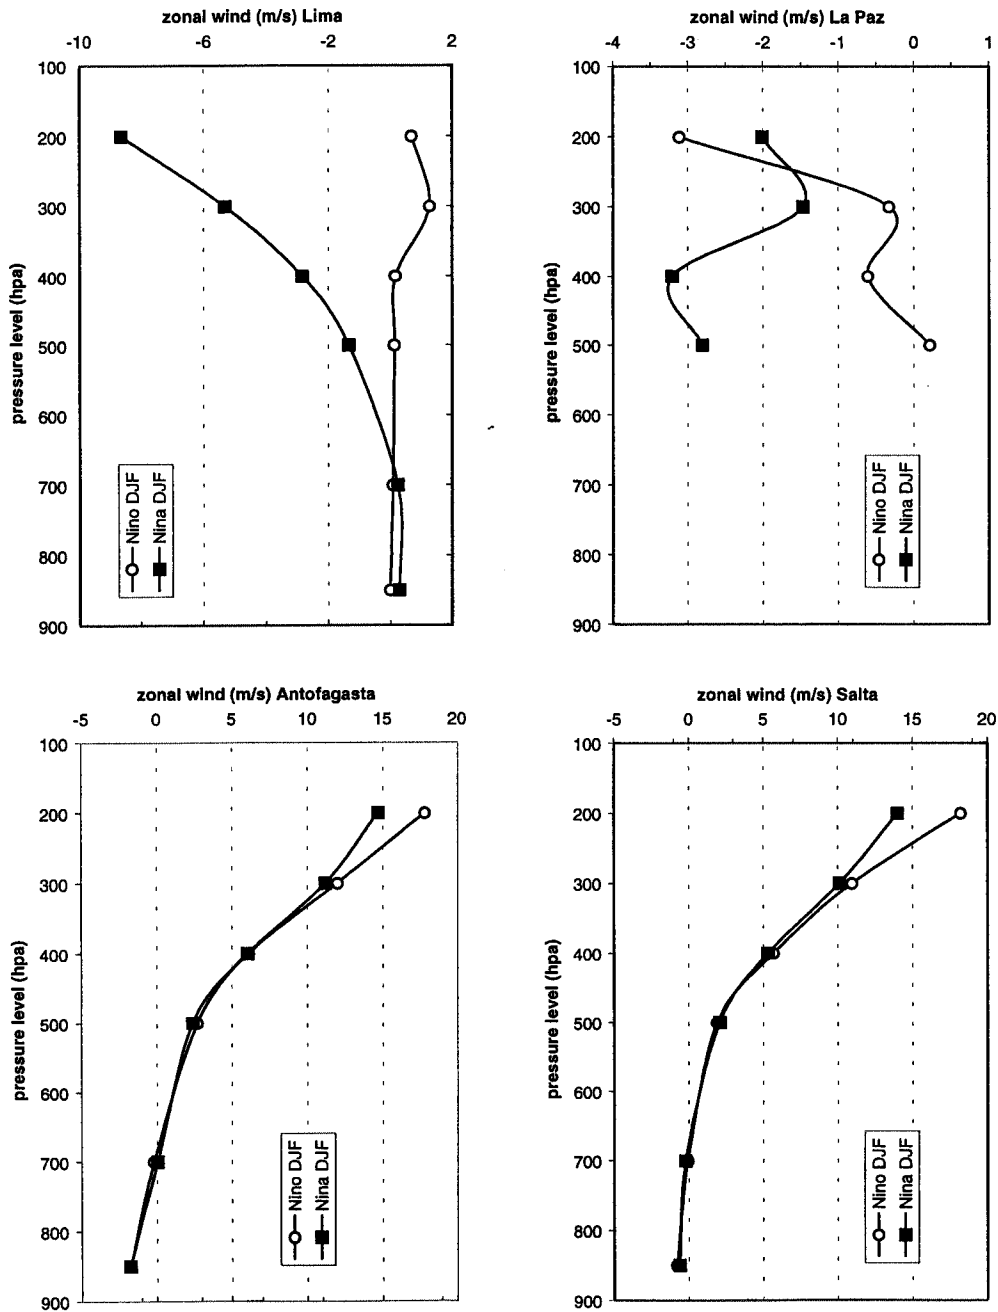 zonal wind (m/s) Lima
-10 -6 -2 2
100
200
300
400
500
600
700
800
900
pressure level (hpa)
Nino DJF
Nina DJF
zonal wind (m/s) La Paz
-4 -3 -2 -1 0 1
100
200
300
400
500
600
700
800
900
pressure level (hpa)
Nino DJF
Nina DJF
zonal wind (m/s) Antofagasta
-5 0 5 10 15 20
100
200
300
400
500
600
700
800
900
pressure level (hpa)
Nino DJF
Nina DJF
zonal wind (m/s) Salta
-5 0 5 10 15 20
100
200
300
400
500
600
700
800
900
pressure level (hpa)
Nino DJF
Nina DJF